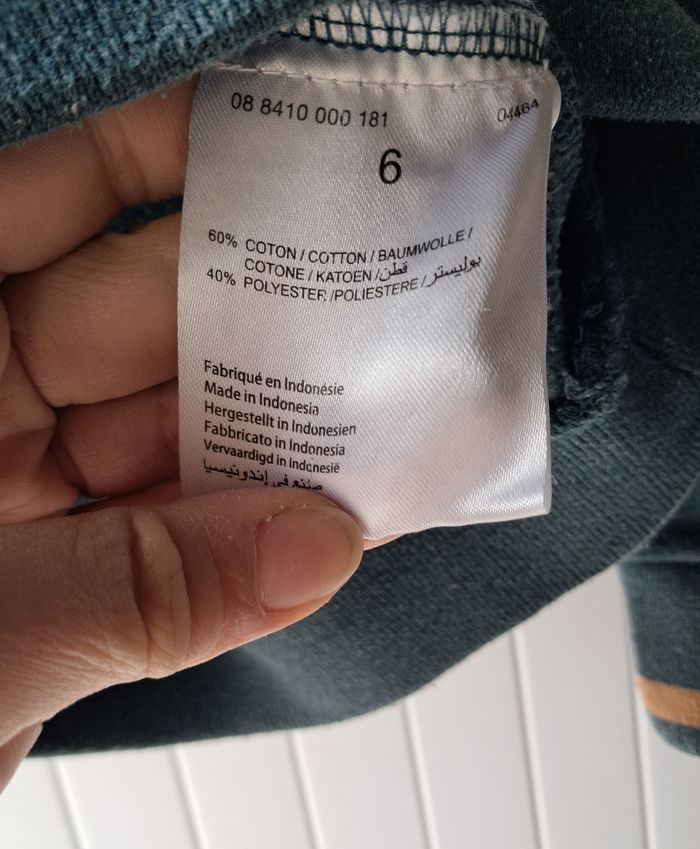 08 8410 000 181 04464
6
60% COTON / COTTON / BAUMWOLLE /
COTONE / KATOEN / قطن
40% POLYESTER /POLIESTERE / بوليستر
Fabriqué en Indonésie
Made in Indonesia
Hergestellt in Indonesien
Fabbricato in Indonesia
Vervaardigd in Indonesië
صنع في إندونيسيا